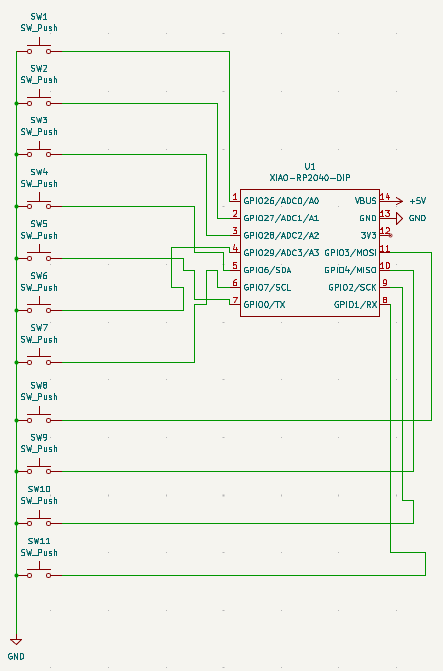 SW1
SW_Push
SW2
SW_Push
SW3
SW_Push
SW4
SW_Push
SW5
SW_Push
SW6
SW_Push
SW7
SW_Push
SW8
SW_Push
SW9
SW_Push
SW10
SW_Push
SW11
SW_Push
GND
U1
XIAO-RP2040-DIP
1 GPIO26/ADC0/A0 VBUS 14 +5V
2 GPIO27/ADC1/A1 GND 13 GND
3 GPIO28/ADC2/A2 3V3 12
4 GPIO29/ADC3/A3 GPIO3/MOSI 11
5 GPIO6/SDA GPIO4/MISO 10
6 GPIO7/SCL GPIO2/SCK 9
7 GPIO0/TX GPIO1/RX 8